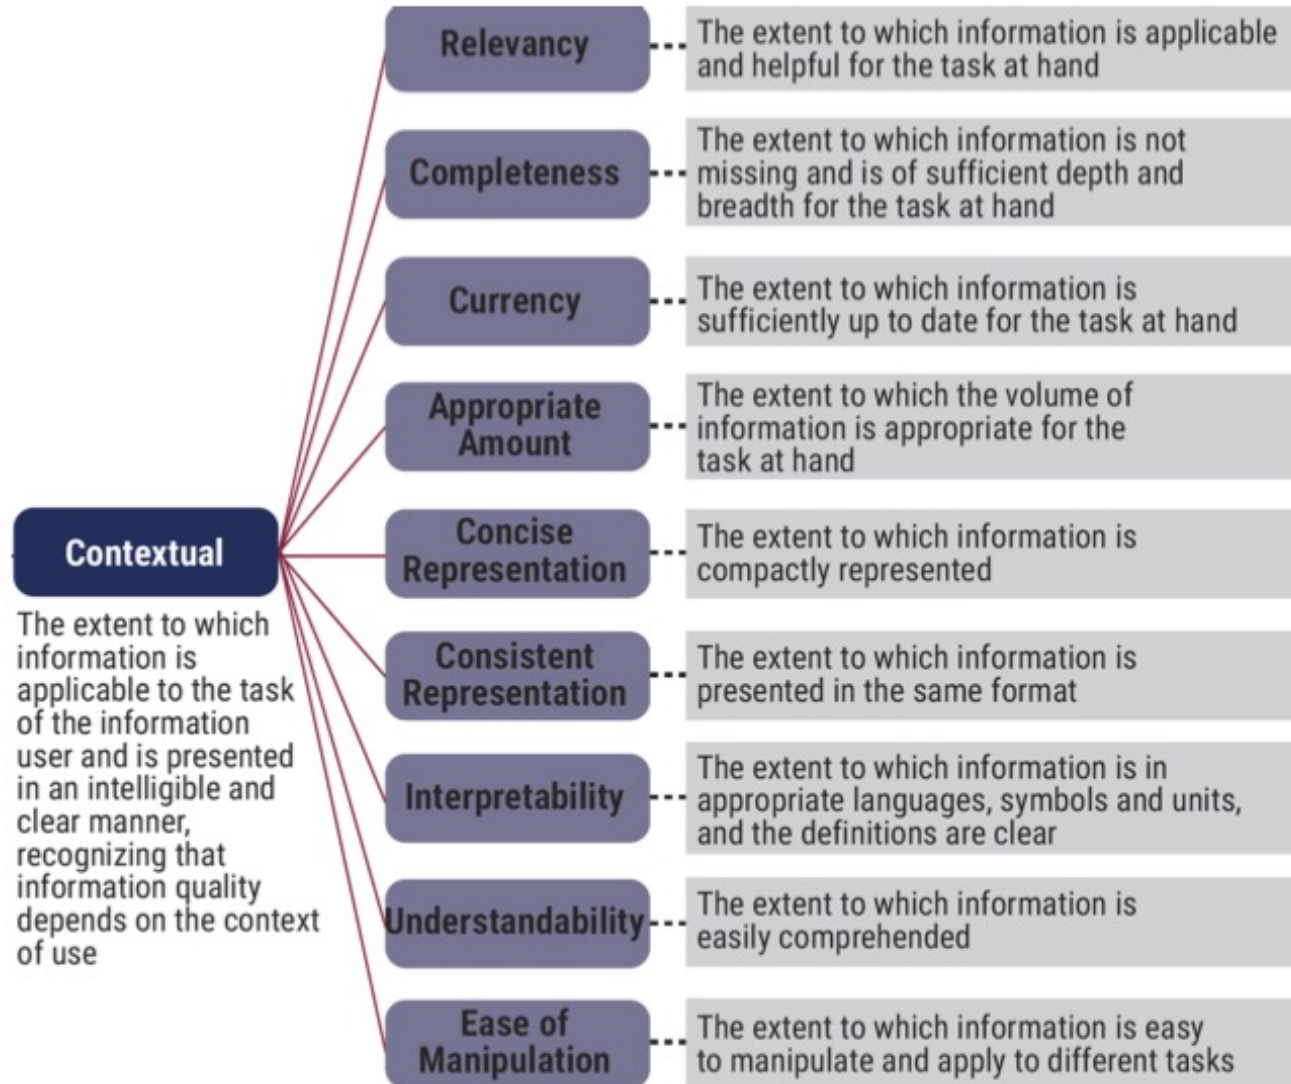 Relevancy
The extent to which information is applicable
and helpful for the task at hand
Completeness
The extent to which information is not
missing and is of sufficient depth and
breadth for the task at hand
Currency
The extent to which information is
sufficiently up to date for the task at hand
Appropriate
Amount
The extent to which the volume of
information is appropriate for the
task at hand
Contextual
The extent to which
information is
applicable to the task
of the information
user and is presented
in an intelligible and
clear manner,
recognizing that
information quality
depends on the context
of use
Concise
Representation
The extent to which information is
compactly represented
Consistent
Representation
The extent to which information is
presented in the same format
Interpretability
The extent to which information is in
appropriate languages, symbols and units,
and the definitions are clear
Understandability
The extent to which information is
easily comprehended
Ease of
Manipulation
The extent to which information is easy
to manipulate and apply to different tasks